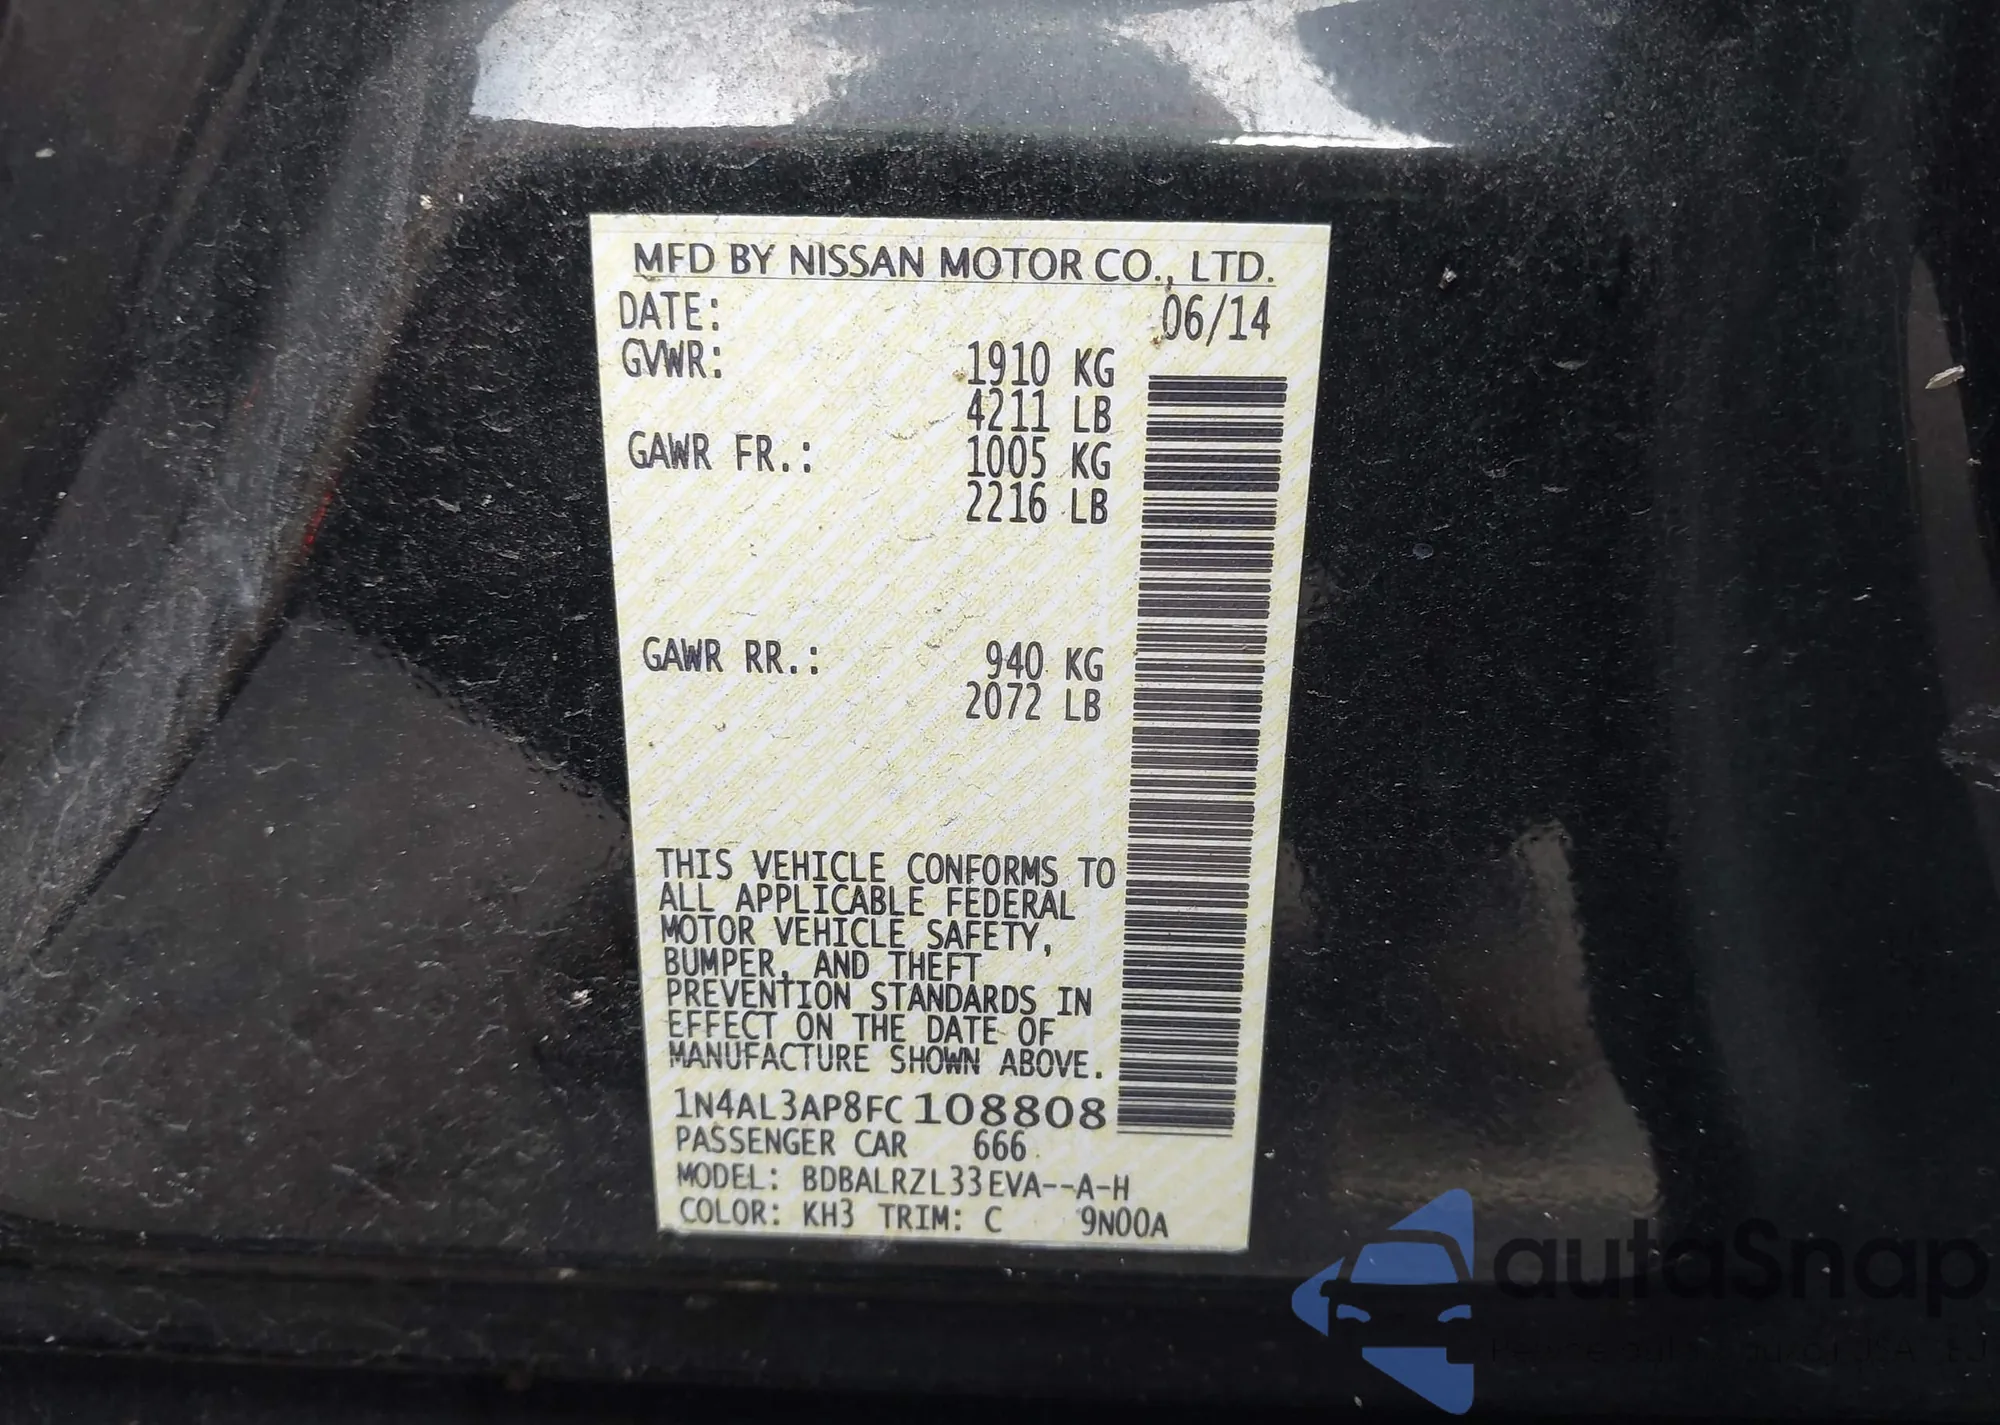 MFD BY NISSAN MOTOR CO., LTD.
DATE: 06/14
GVWR: 1910 KG
4211 LB
GAWR FR.: 1005 KG
2216 LB
GAWR RR.: 940 KG
2072 LB
THIS VEHICLE CONFORMS TO
ALL APPLICABLE FEDERAL
MOTOR VEHICLE SAFETY,
BUMPER, AND THEFT
PREVENTION STANDARDS IN
EFFECT ON THE DATE OF
MANUFACTURE SHOWN ABOVE.
1N4AL3AP8FC108808
PASSENGER CAR 666
MODEL: BDBALRZL33EVA--A-H
COLOR: KH3 TRIM: C 9N00A
autaSnap